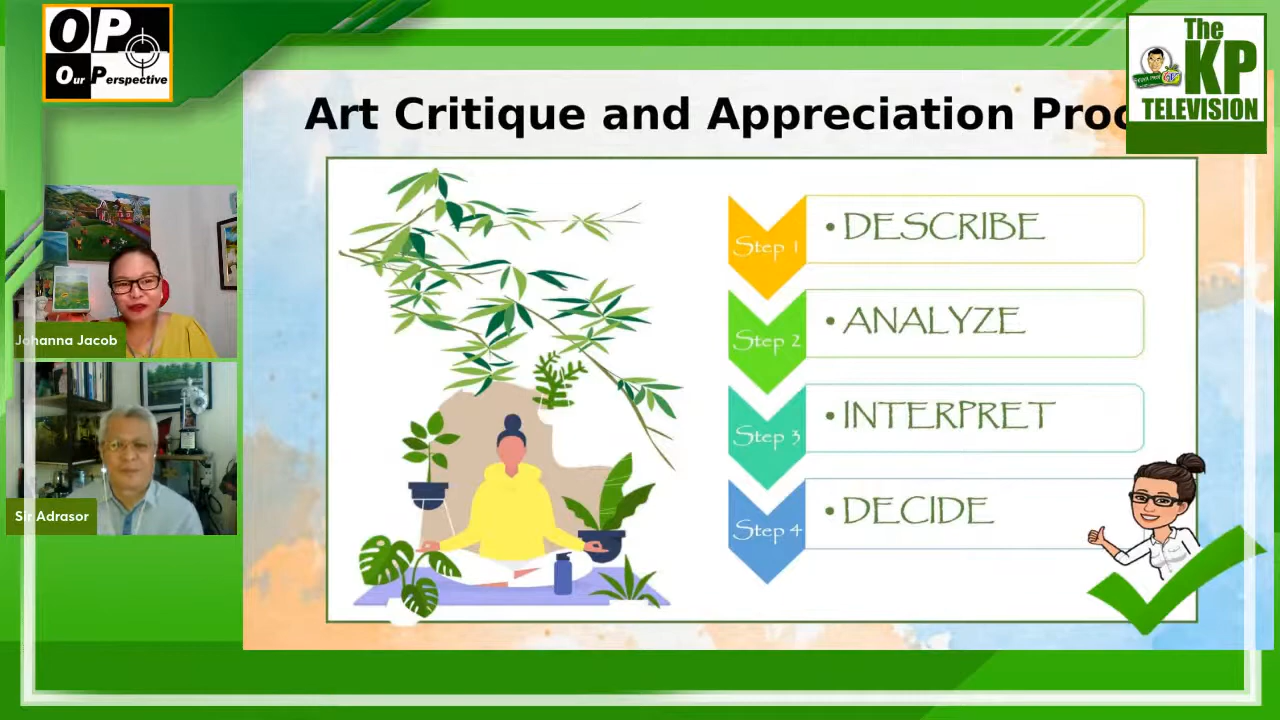 OP
Our Perspective
The
KP
TELEVISION
Art Critique and Appreciation
Step 1
• DESCRIBE
Step 2
• ANALYZE
Step 3
• INTERPRET
Step 4
• DECIDE
Johanna Jacob
Sir Adrasor